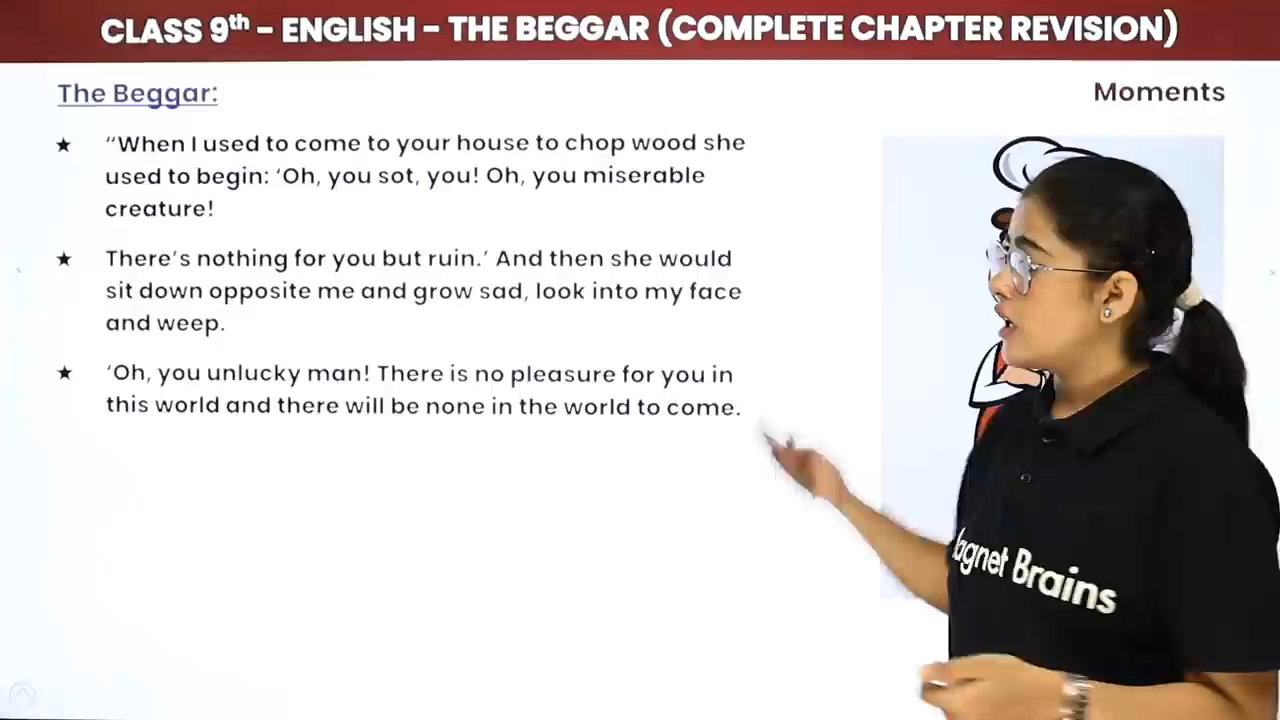 CLASS 9th – ENGLISH – THE BEGGAR (COMPLETE CHAPTER REVISION)
The Beggar:
Moments
★ “When I used to come to your house to chop wood she
used to begin: ‘Oh, you sot, you! Oh, you miserable
creature!
★ There’s nothing for you but ruin.’ And then she would
sit down opposite me and grow sad, look into my face
and weep.
★ ‘Oh, you unlucky man! There is no pleasure for you in
this world and there will be none in the world to come.
agnet Brains